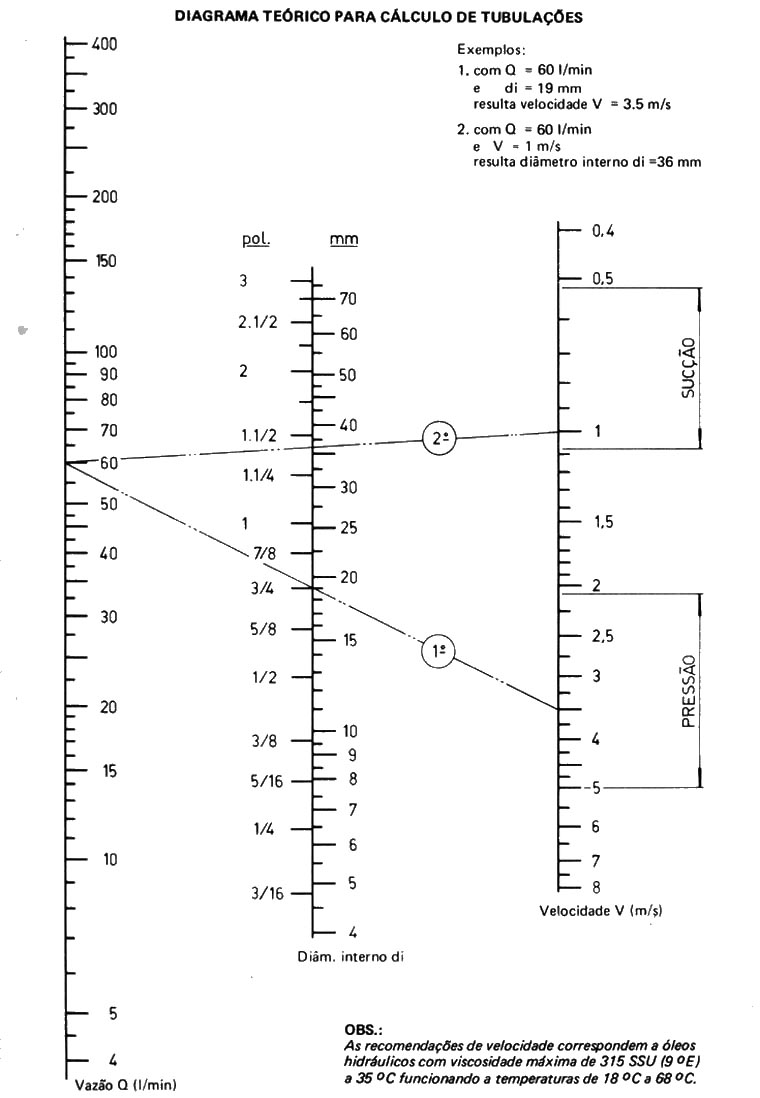 DIAGRAMA TEÓRICO PARA CÁLCULO DE TUBULAÇÕES
Exemplos:
1. com Q = 60 l/min
e di = 19 mm
resulta velocidade V = 3.5 m/s
2. com Q = 60 l/min
e V = 1 m/s
resulta diâmetro interno di =36 mm
400
300
200
150
100
90
80
70
60
50
40
30
20
15
10
5
4
Vazão Q (l/min)
pol.
3
2.1/2
2
1.1/2
1.1/4
1
7/8
3/4
5/8
1/2
3/8
5/16
1/4
3/16
mm
70
60
50
40
30
25
20
15
10
9
8
7
6
5
4
Diâm. interno di
2º
1º
0,4
0,5
1
1,5
2
2,5
3
4
5
6
7
8
Velocidade V (m/s)
SUCÇÃO
PRESSÃO
OBS.:
As recomendações de velocidade correspondem a óleos
hidráulicos com viscosidade máxima de 315 SSU (9 ºE)
a 35 ºC funcionando a temperaturas de 18 ºC a 68 ºC.